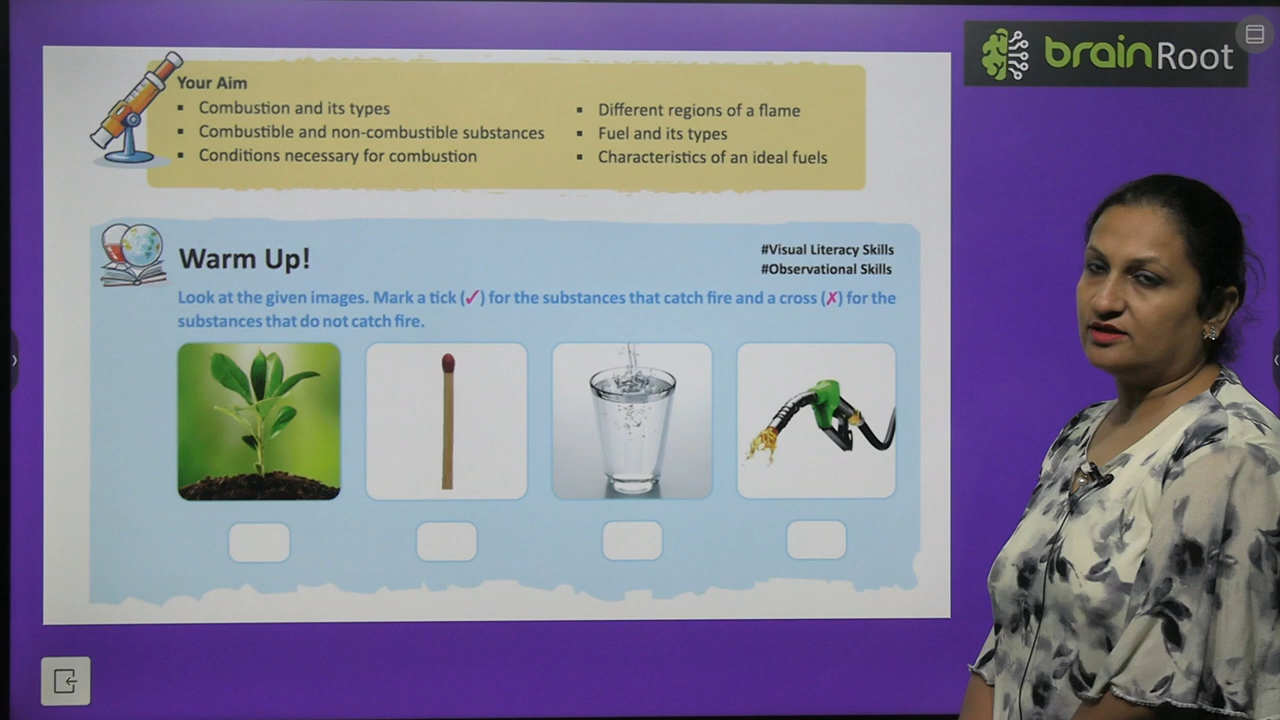 brainRoot
Your Aim
▪ Combustion and its types
▪ Combustible and non-combustible substances
▪ Conditions necessary for combustion
▪ Different regions of a flame
▪ Fuel and its types
▪ Characteristics of an ideal fuels
Warm Up!
#Visual Literacy Skills
#Observational Skills
Look at the given images. Mark a tick (✓) for the substances that catch fire and a cross (✗) for the
substances that do not catch fire.